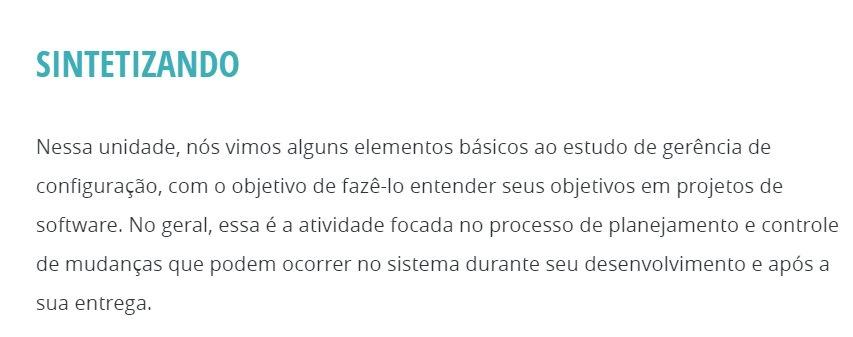 SINTETIZANDO
Nessa unidade, nós vimos alguns elementos básicos ao estudo de gerência de
configuração, com o objetivo de fazê-lo entender seus objetivos em projetos de
software. No geral, essa é a atividade focada no processo de planejamento e controle
de mudanças que podem ocorrer no sistema durante seu desenvolvimento e após a
sua entrega.